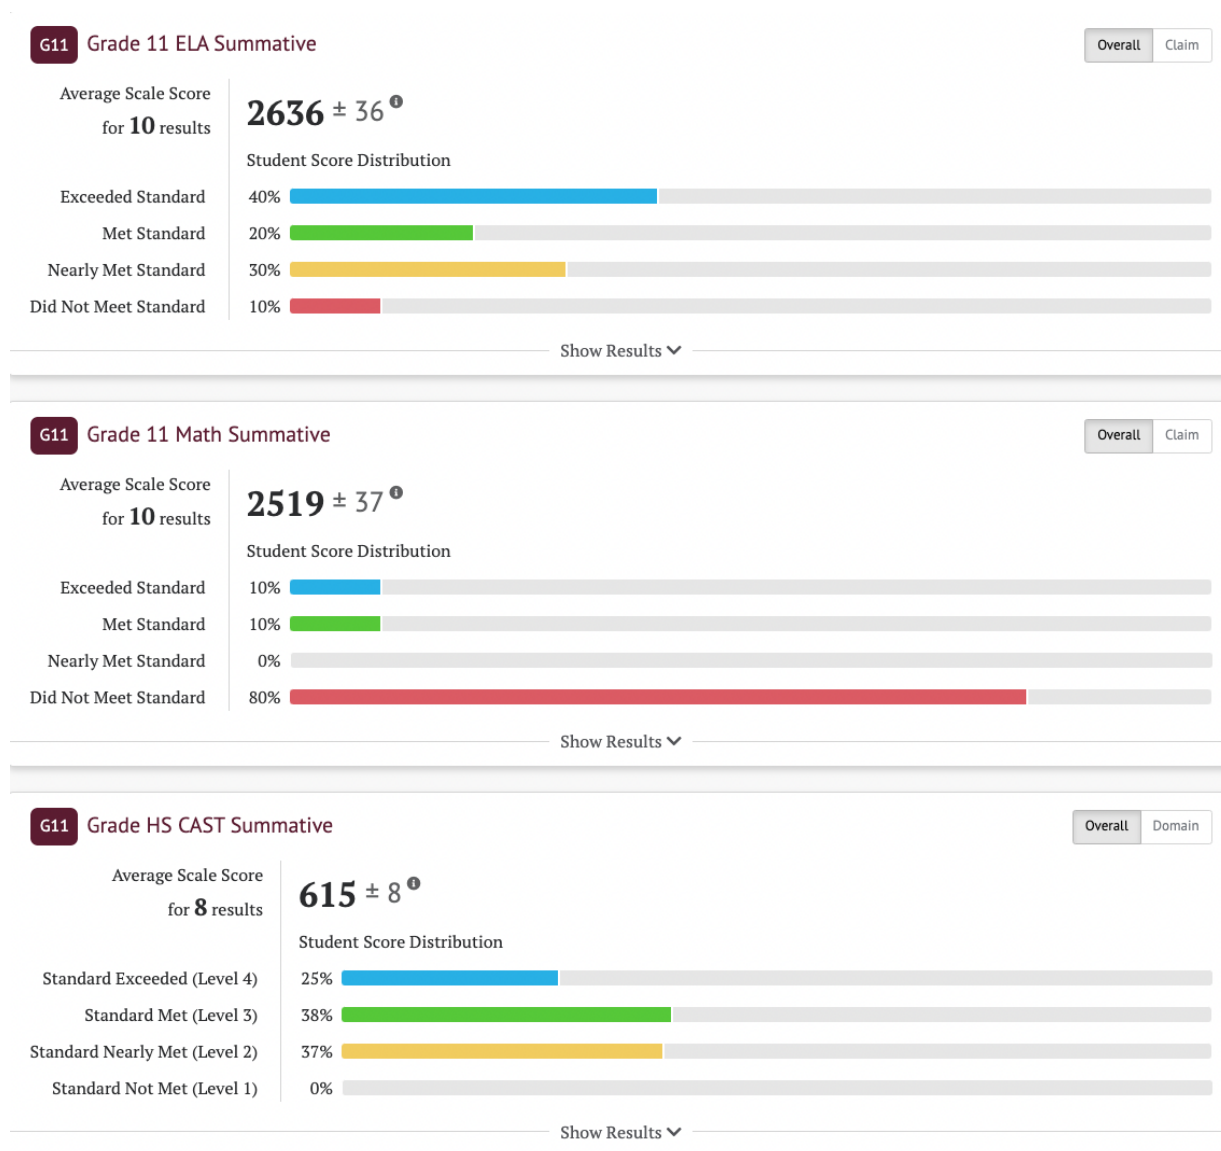 G11 Grade 11 ELA Summative Overall Claim
Average Scale Score
for 10 results
2636 ± 36
Student Score Distribution
Exceeded Standard 40%
Met Standard 20%
Nearly Met Standard 30%
Did Not Meet Standard 10%
Show Results
G11 Grade 11 Math Summative Overall Claim
Average Scale Score
for 10 results
2519 ± 37
Student Score Distribution
Exceeded Standard 10%
Met Standard 10%
Nearly Met Standard 0%
Did Not Meet Standard 80%
Show Results
G11 Grade HS CAST Summative Overall Domain
Average Scale Score
for 8 results
615 ± 8
Student Score Distribution
Standard Exceeded (Level 4) 25%
Standard Met (Level 3) 38%
Standard Nearly Met (Level 2) 37%
Standard Not Met (Level 1) 0%
Show Results